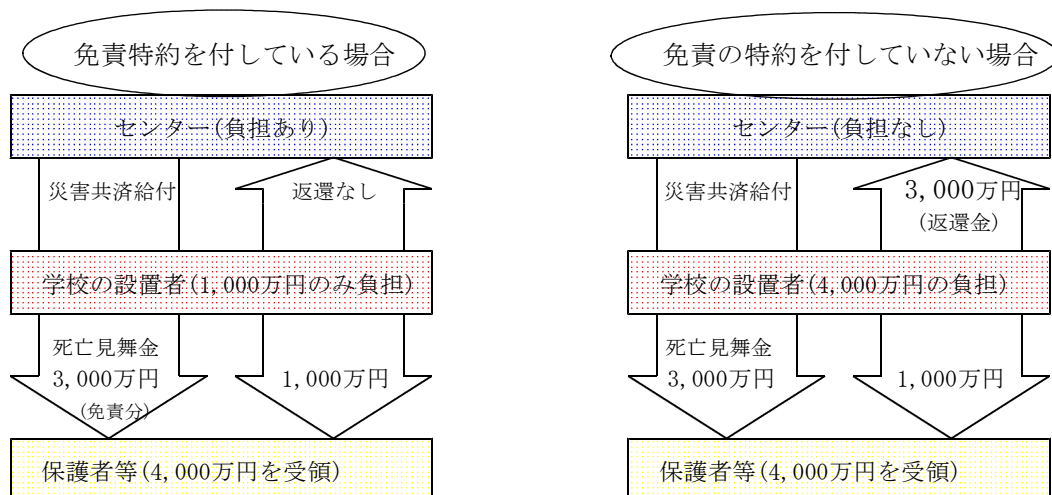 免責特約を付している場合
センター(負担あり)
災害共済給付
返還なし
学校の設置者(1,000万円のみ負担)
死亡見舞金
3,000万円
(免責分)
1,000万円
保護者等(4,000万円を受領)
免責の特約を付していない場合
センター(負担なし)
災害共済給付
3,000万円
(返還金)
学校の設置者(4,000万円の負担)
死亡見舞金
3,000万円
1,000万円
保護者等(4,000万円を受領)